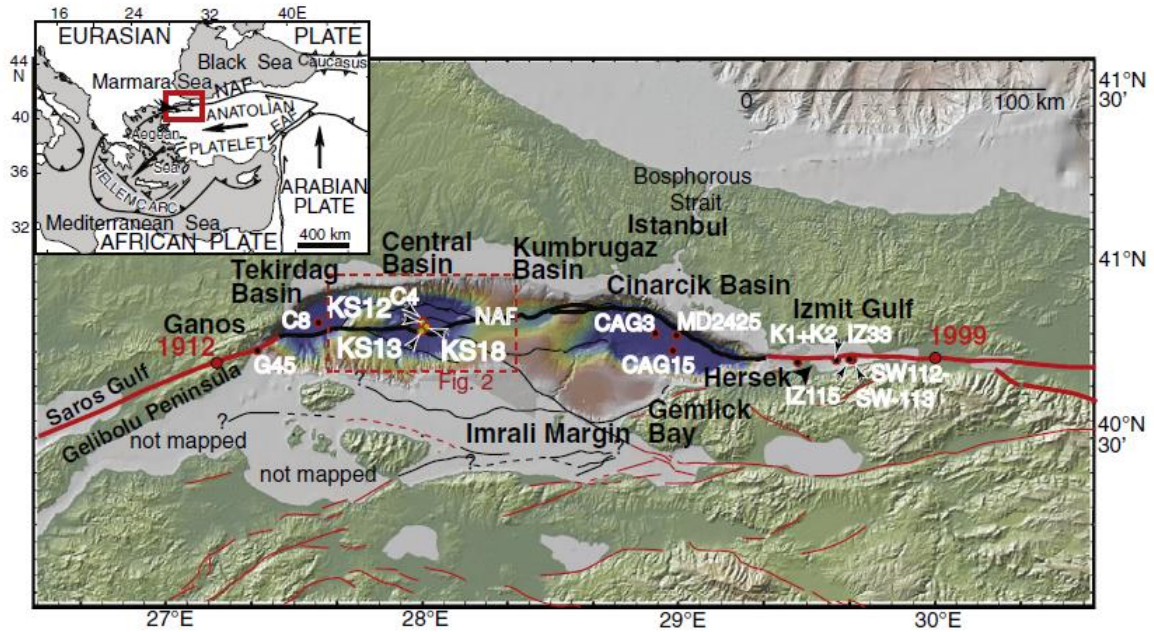 16 24 32 40E
EURASIAN PLATE
44
N
Black Sea Caucasus
Marmara Sea NAF
40
ANATOLIAN
Aegean
EAF
PLATELET
36
Sea
HELLENIC ARC
ARABIAN
PLATE
32
Mediterranean Sea
AFRICAN PLATE
400 km
41°N
30'
0 100 km
Bosphorous
Strait
Istanbul
Central
Basin
Kumbrugaz
Basin
41°N
Tekirdag
Basin
Cinarcik Basin
KS12
C4
Izmit Gulf
Ganos
C8
NAF
CAG3
MD2425
K1+K2
IZ33
1999
1912
KS13
KS18
G45
CAG15
Hersek
SW112
Fig. 2
IZ115
SW-113
Saros Gulf
Gelibolu Peninsula
Gemlick
Bay
40°N
30'
?
not mapped
Imrali Margin
?
?
?
not mapped
?
27°E 28°E 29°E 30°E